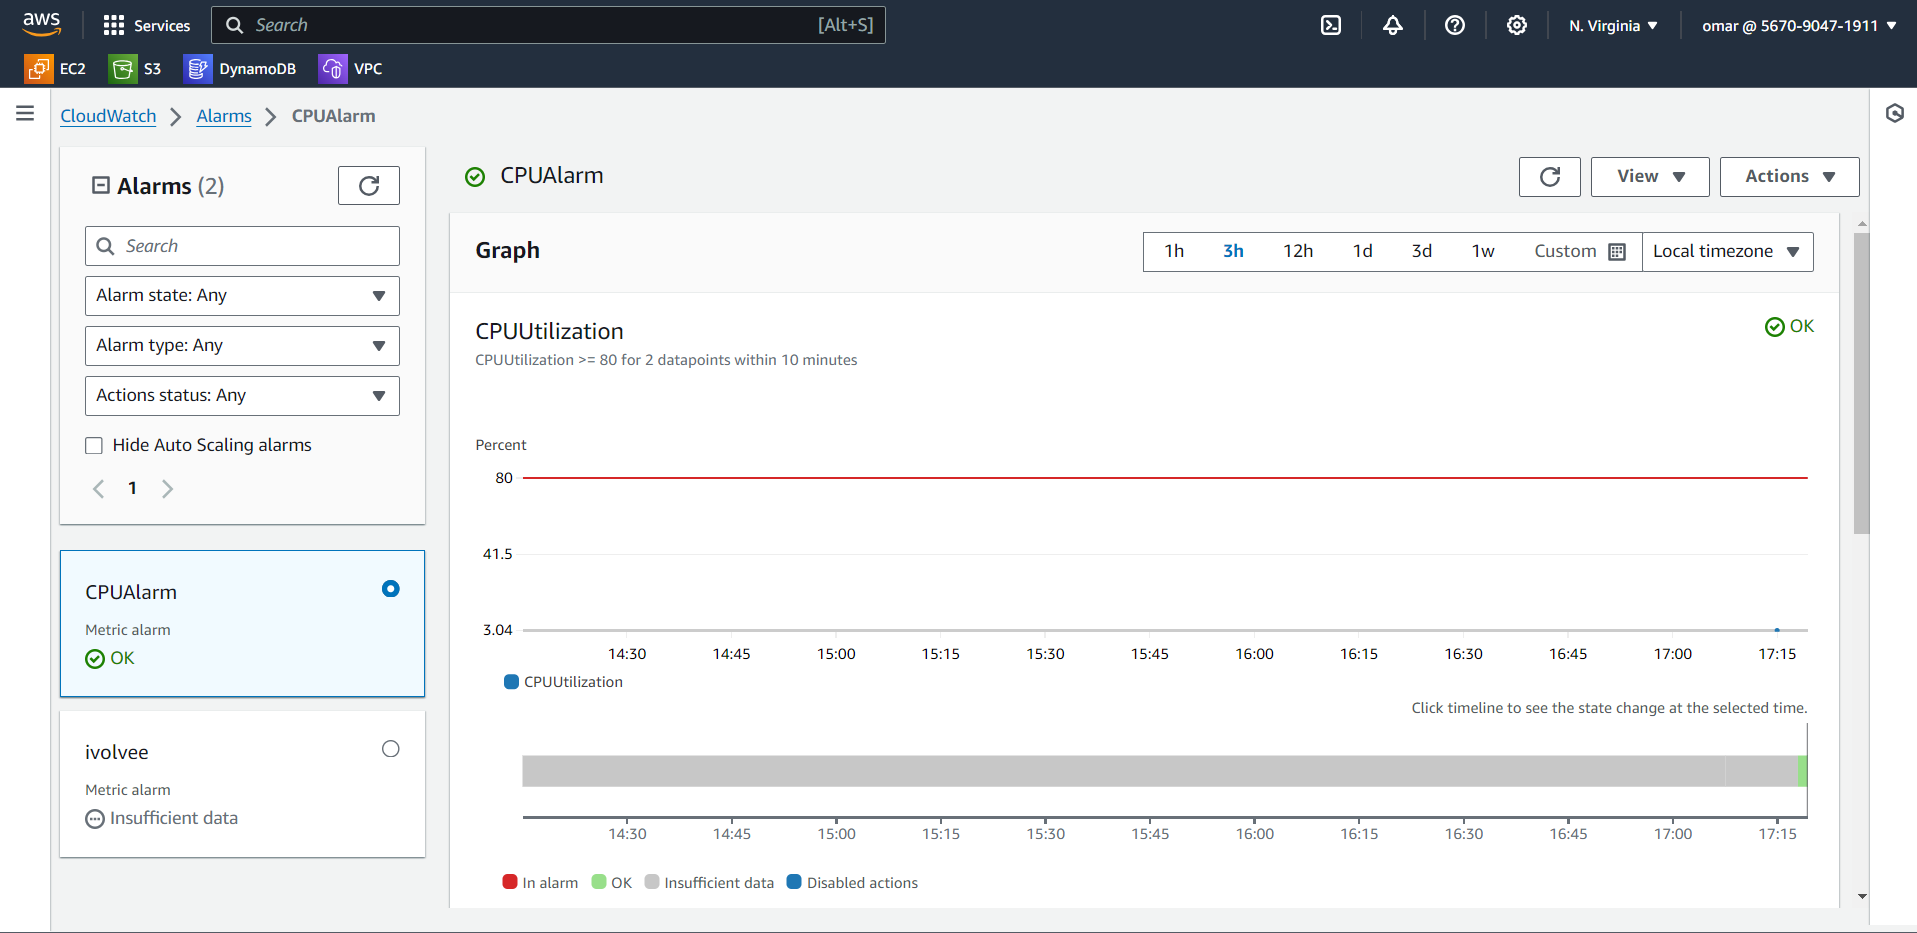 aws
Services
Search
[Alt+S]
N. Virginia
omar @ 5670-9047-1911
EC2
S3
DynamoDB
VPC
CloudWatch
Alarms
CPUAlarm
Alarms (2)
Search
Alarm state: Any
Alarm type: Any
Actions status: Any
Hide Auto Scaling alarms
1
CPUAlarm
Metric alarm
OK
ivolvee
Metric alarm
Insufficient data
CPUAlarm
View
Actions
Graph
1h 3h 12h 1d 3d 1w Custom
Local timezone
CPUUtilization
OK
CPUUtilization >= 80 for 2 datapoints within 10 minutes
Percent
80
41.5
3.04
14:30 14:45 15:00 15:15 15:30 15:45 16:00 16:15 16:30 16:45 17:00 17:15
CPUUtilization
Click timeline to see the state change at the selected time.
14:30 14:45 15:00 15:15 15:30 15:45 16:00 16:15 16:30 16:45 17:00 17:15
In alarm OK Insufficient data Disabled actions